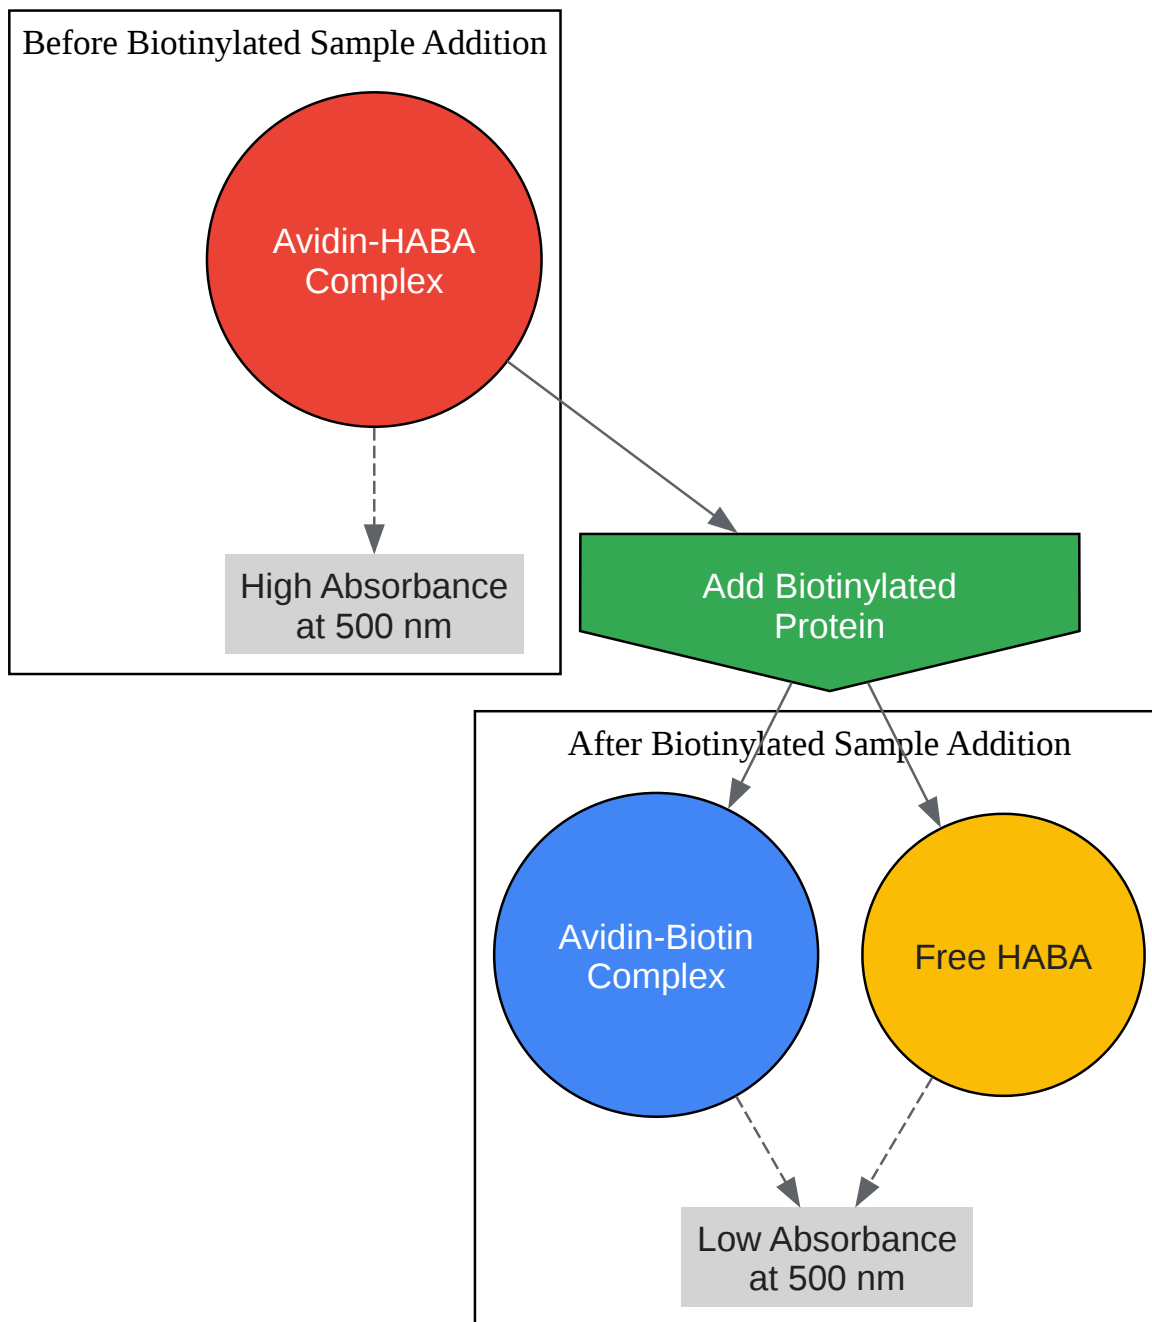 Before Biotinylated Sample Addition
Avidin-HABA
Complex
High Absorbance
at 500 nm
Add Biotinylated
Protein
After Biotinylated Sample Addition
Avidin-Biotin
Complex
Free HABA
Low Absorbance
at 500 nm